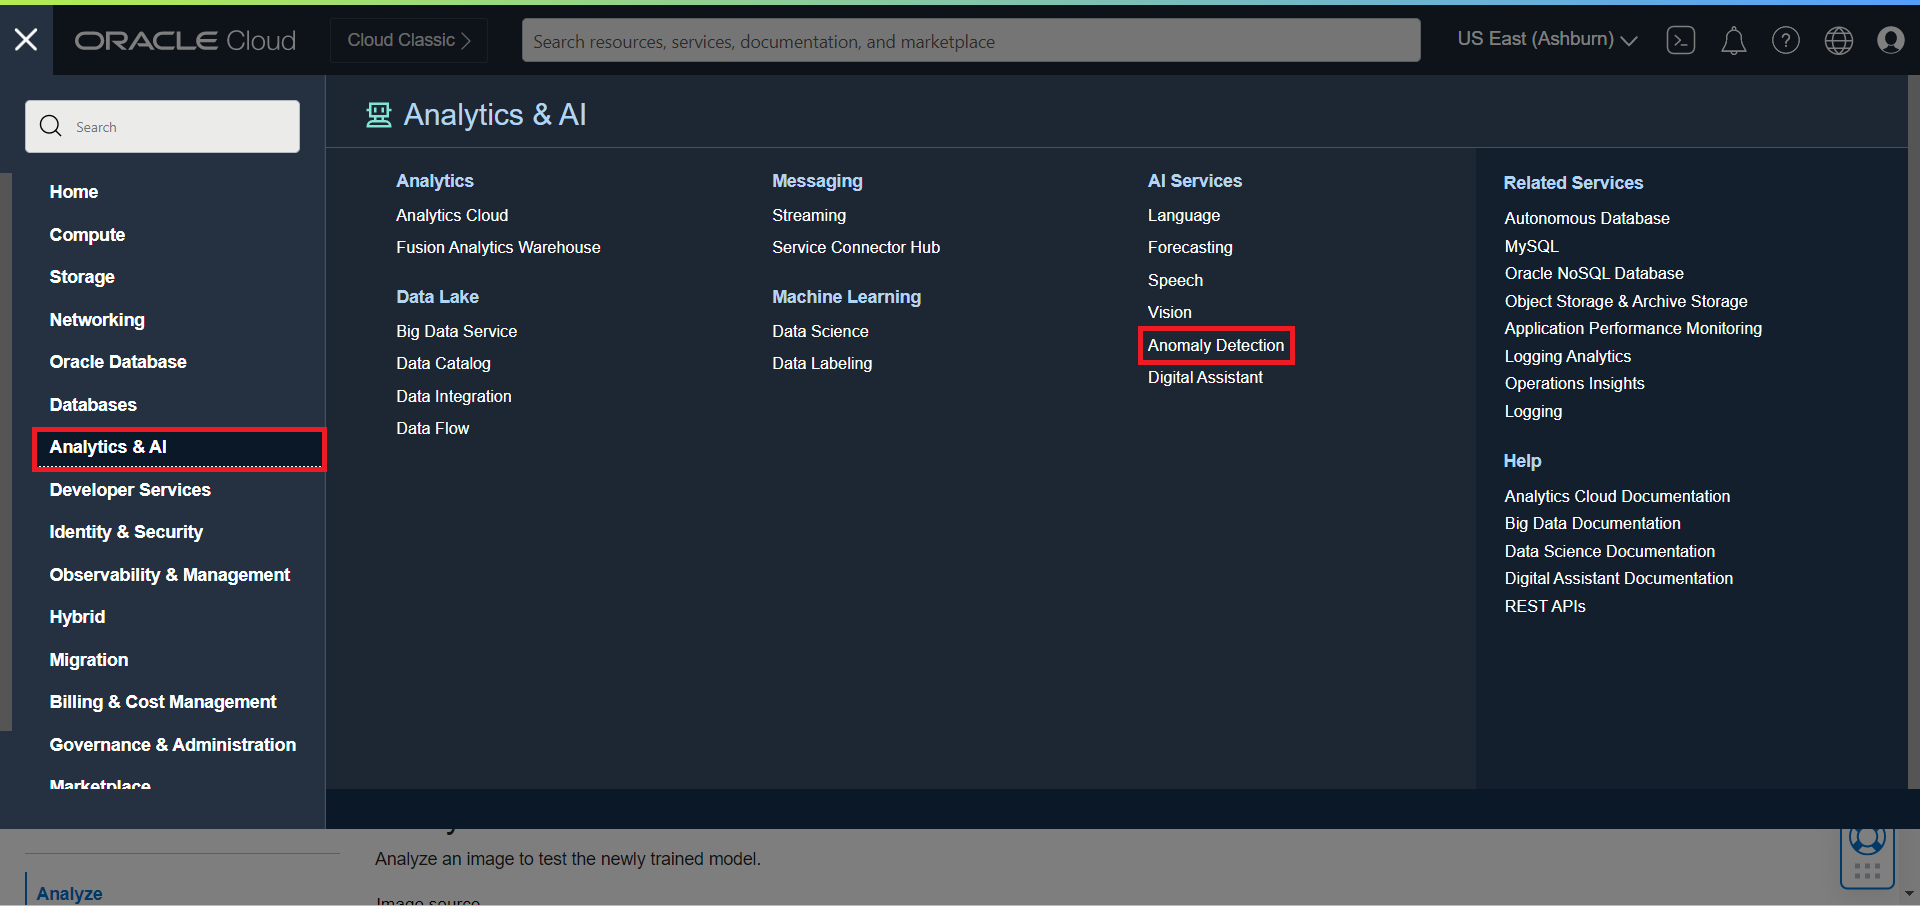 ORACLE Cloud
Cloud Classic
Search resources, services, documentation, and marketplace
US East (Ashburn)
Search
Home
Compute
Storage
Networking
Oracle Database
Databases
Analytics & AI
Developer Services
Identity & Security
Observability & Management
Hybrid
Migration
Billing & Cost Management
Governance & Administration
Marketplace
Analytics & AI
Analytics
Analytics Cloud
Fusion Analytics Warehouse
Data Lake
Big Data Service
Data Catalog
Data Integration
Data Flow
Messaging
Streaming
Service Connector Hub
Machine Learning
Data Science
Data Labeling
AI Services
Language
Forecasting
Speech
Vision
Anomaly Detection
Digital Assistant
Related Services
Autonomous Database
MySQL
Oracle NoSQL Database
Object Storage & Archive Storage
Application Performance Monitoring
Logging Analytics
Operations Insights
Logging
Help
Analytics Cloud Documentation
Big Data Documentation
Data Science Documentation
Digital Assistant Documentation
REST APIs
Analyze an image to test the newly trained model.
Analyze
Image source